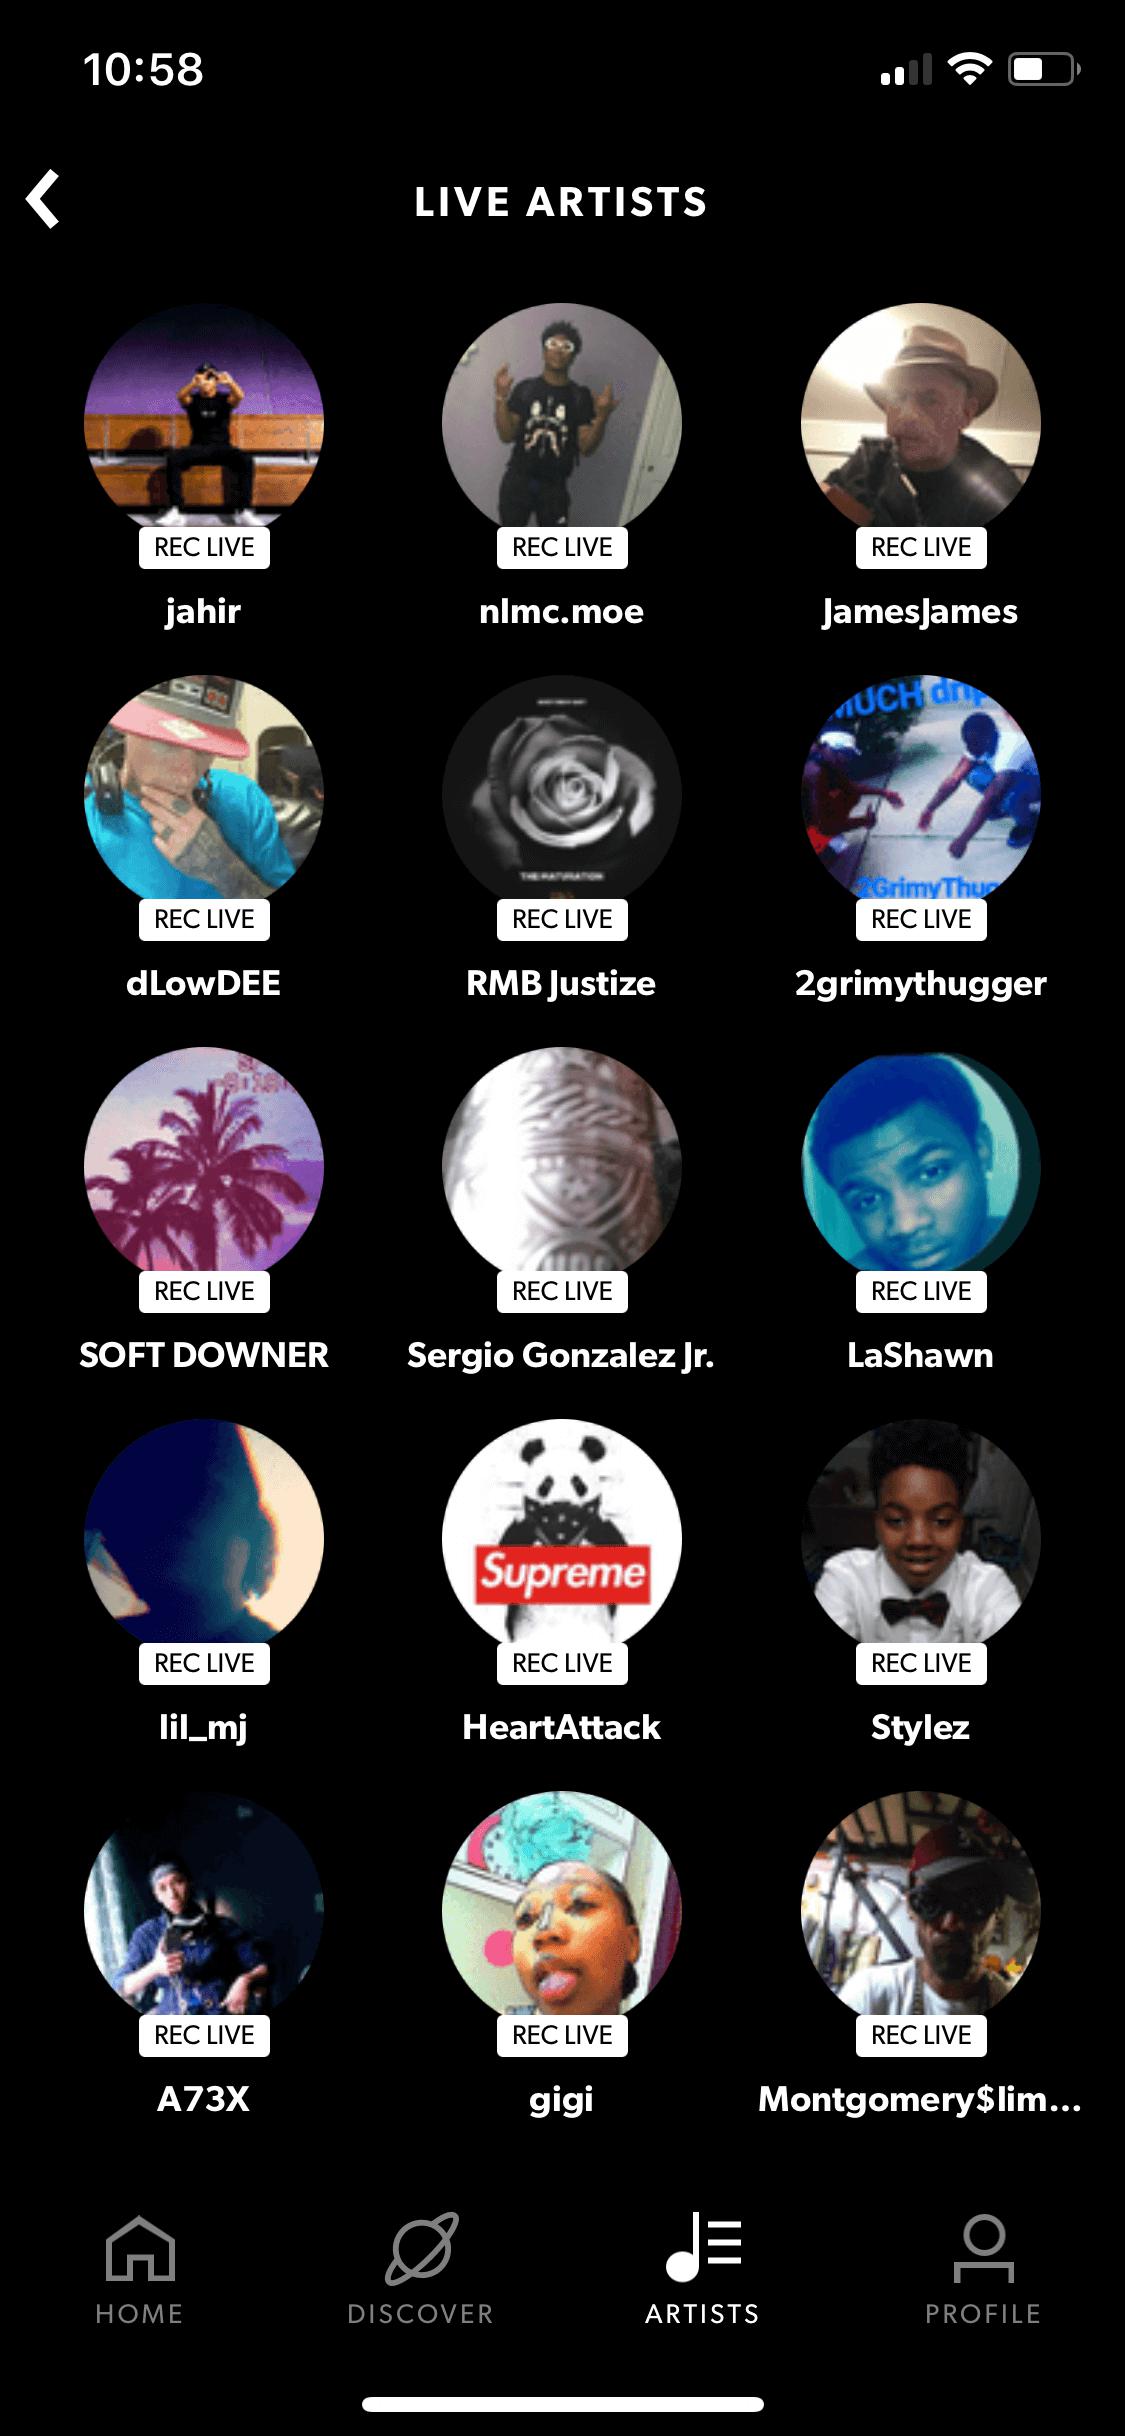 10:58
LIVE ARTISTS
REC LIVE
REC LIVE
REC LIVE
jahir
nlmc.moe
JamesJames
MUCH drip
THE MATURATION
2GrimyThug
REC LIVE
REC LIVE
REC LIVE
dLowDEE
RMB Justize
2grimythugger
REC LIVE
REC LIVE
REC LIVE
SOFT DOWNER
Sergio Gonzalez Jr.
LaShawn
Supreme
REC LIVE
REC LIVE
REC LIVE
lil_mj
HeartAttack
Stylez
REC LIVE
REC LIVE
REC LIVE
A73X
gigi
Montgomery$lim...
HOME
DISCOVER
ARTISTS
PROFILE